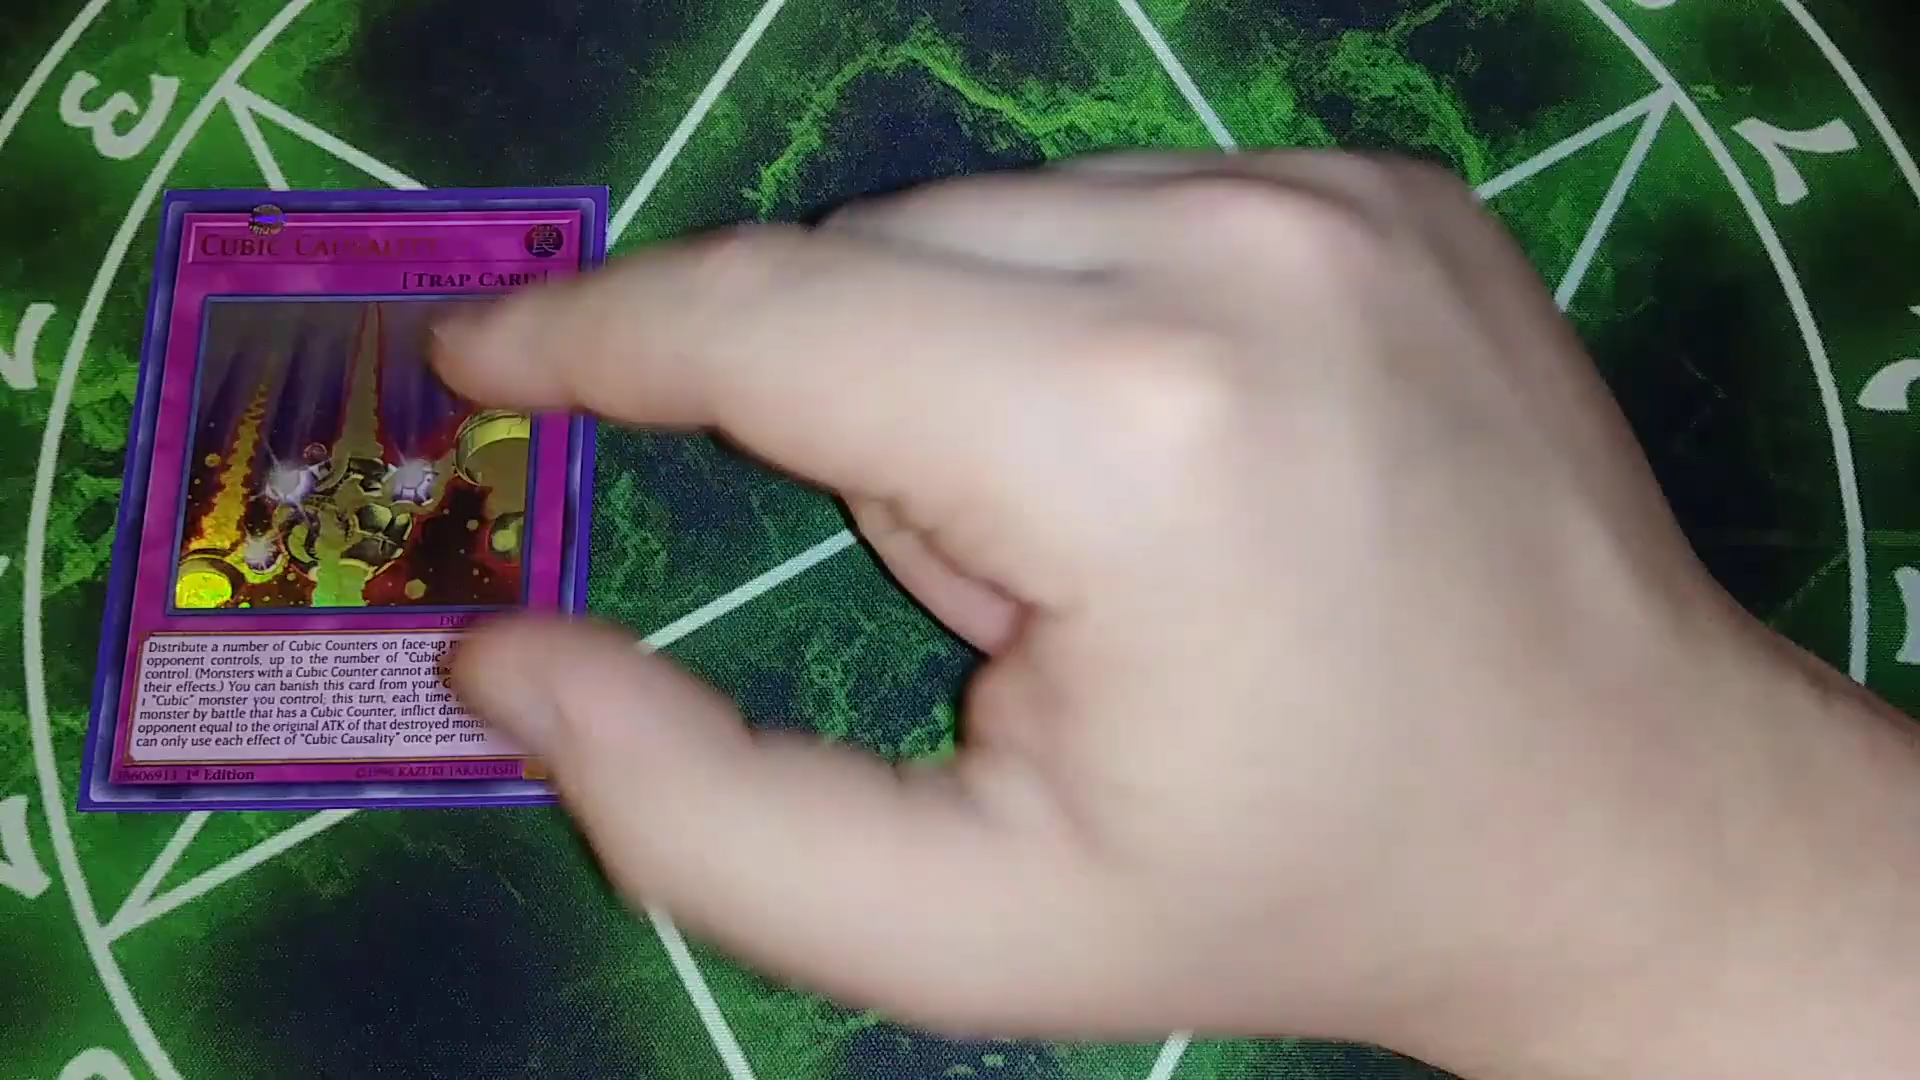 CUBIC CAUSALITY
[TRAP CARD]
Distribute a number of Cubic Counters on face-up
opponent controls, up to the number of "Cubic"
control. (Monsters with a Cubic Counter cannot
their effects.) You can banish this card from your
1 "Cubic" monster you control; this turn, each time
monster by battle that has a Cubic Counter, inflict
opponent equal to the original ATK of that destroyed
can only use each effect of "Cubic Causality" once per turn.
1st Edition
©1996 KAZUKI TAKAHASHI